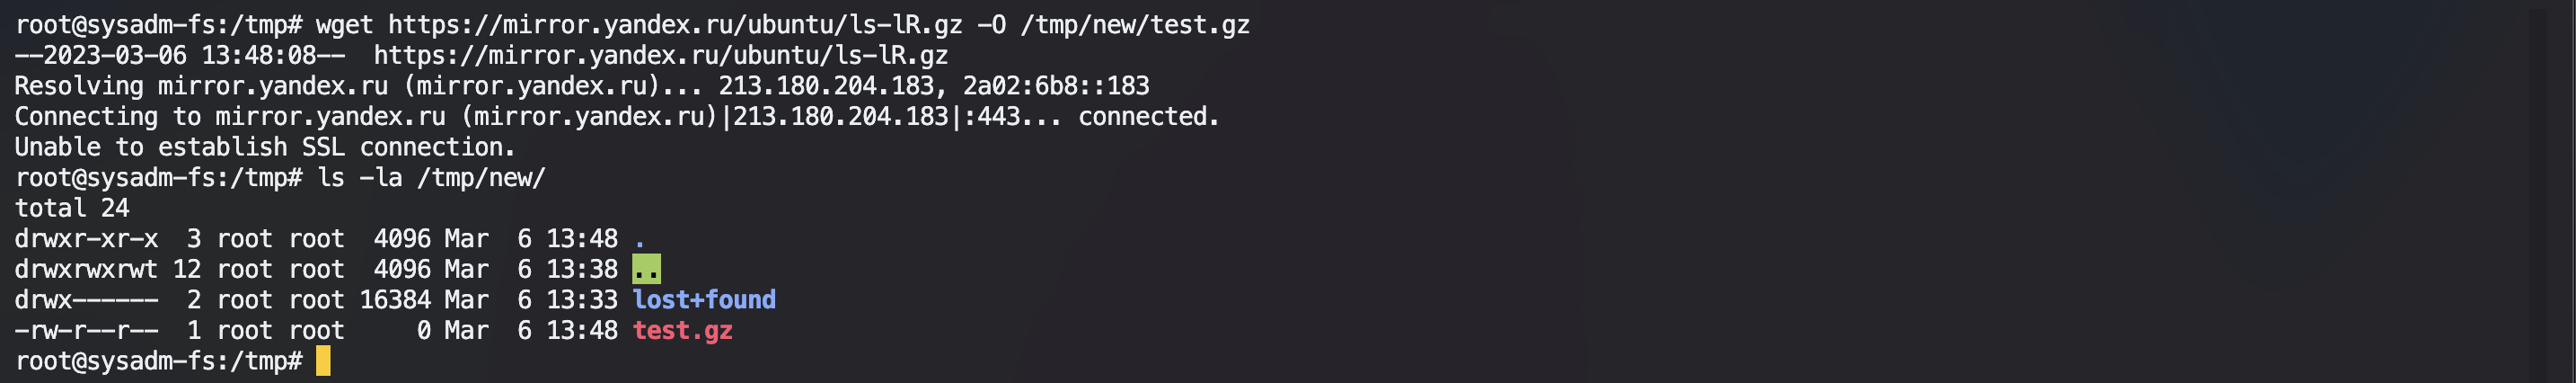 root@sysadm-fs:/tmp# wget https://mirror.yandex.ru/ubuntu/ls-lR.gz -O /tmp/new/test.gz
--2023-03-06 13:48:08--  https://mirror.yandex.ru/ubuntu/ls-lR.gz
Resolving mirror.yandex.ru (mirror.yandex.ru)... 213.180.204.183, 2a02:6b8::183
Connecting to mirror.yandex.ru (mirror.yandex.ru)|213.180.204.183|:443... connected.
Unable to establish SSL connection.
root@sysadm-fs:/tmp# ls -la /tmp/new/
total 24
drwxr-xr-x  3 root root  4096 Mar  6 13:48 .
drwxrwxrwt 12 root root  4096 Mar  6 13:38 ..
drwx------  2 root root 16384 Mar  6 13:33 lost+found
-rw-r--r--  1 root root     0 Mar  6 13:48 test.gz
root@sysadm-fs:/tmp#